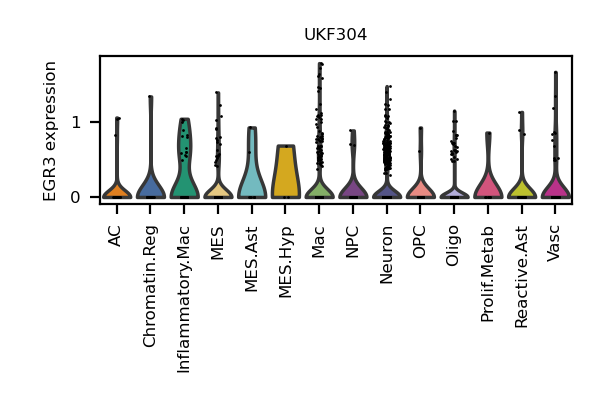 UKF304
EGR3 expression
1
0
AC
Chromatin.Reg
Inflammatory.Mac
MES
MES.Ast
MES.Hyp
Mac
NPC
Neuron
OPC
Oligo
Prolif.Metab
Reactive.Ast
Vasc